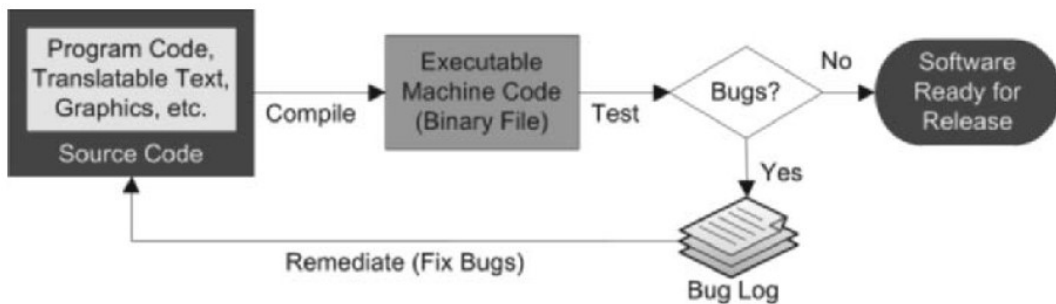 Program Code,
Translatable Text,
Graphics, etc.
Source Code
Compile
Executable
Machine Code
(Binary File)
Test
Bugs?
No
Software
Ready for
Release
Yes
Bug Log
Remediate (Fix Bugs)